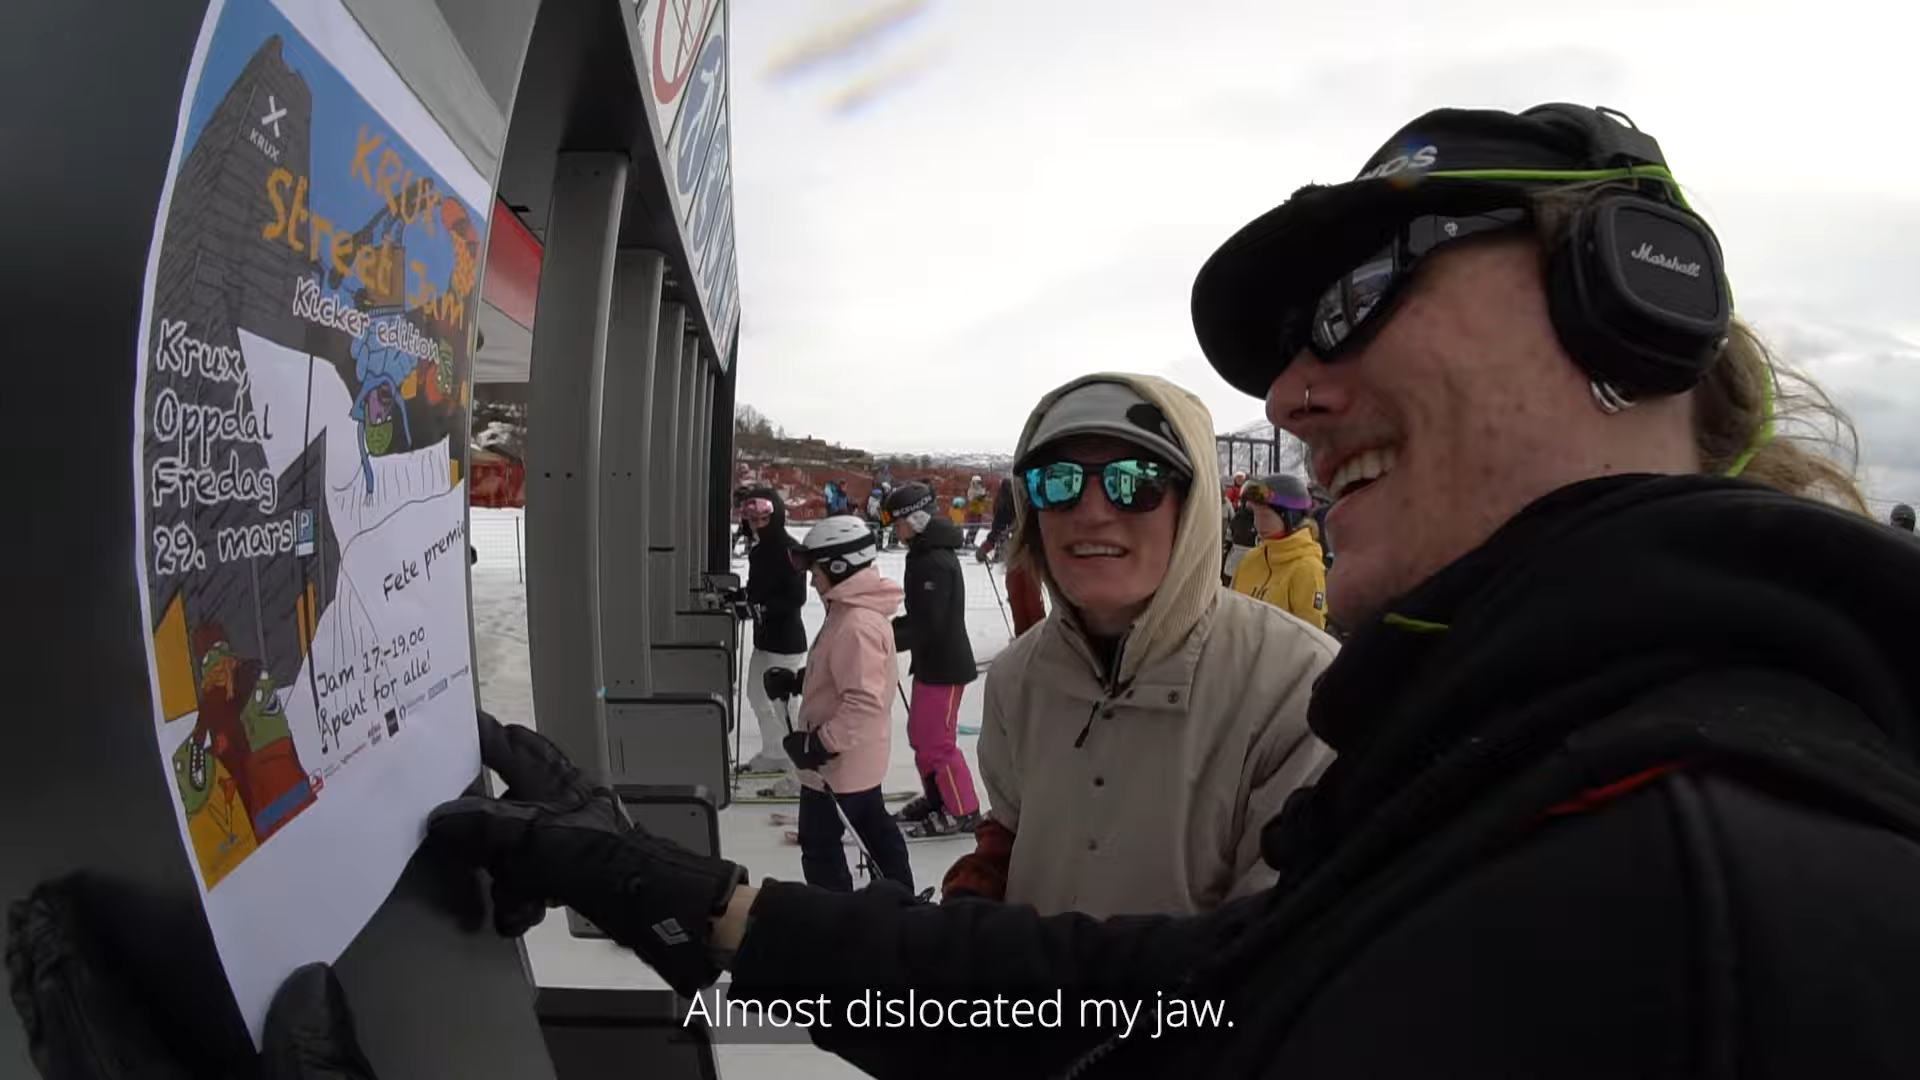 KRUX
KRUX
Street Jam
Kicker edition
Krux,
Oppdal
Fredag
29. mars
P
Fete premie
Jam 17.-19.00
Åpent for alle!
Marshall
Almost dislocated my jaw.